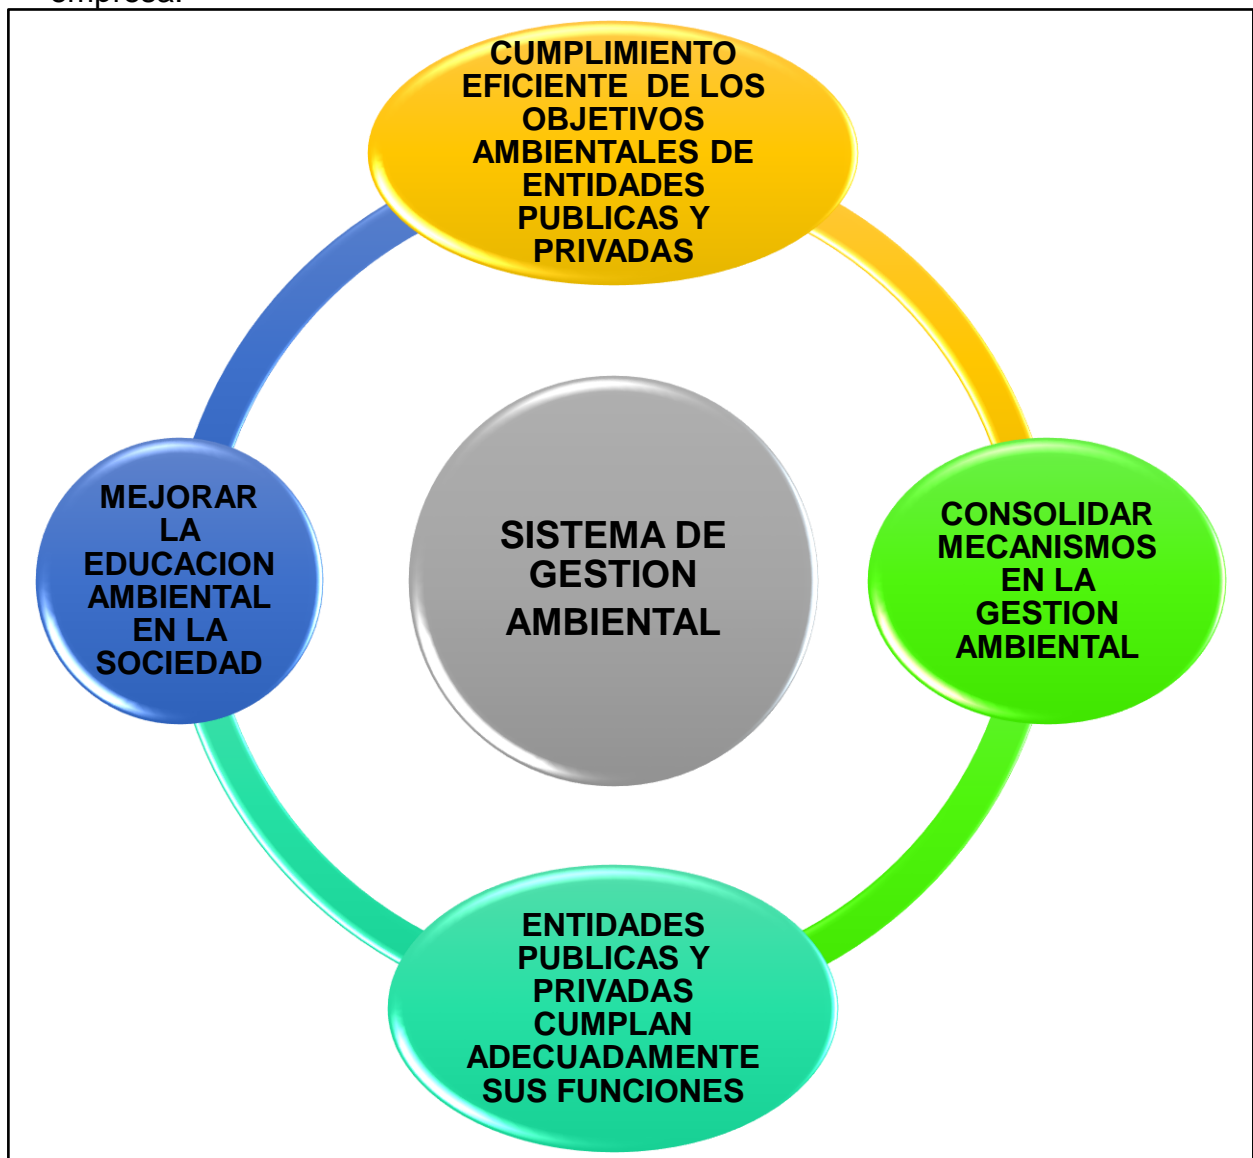 empresa.
CUMPLIMIENTO
EFICIENTE DE LOS
OBJETIVOS
AMBIENTALES DE
ENTIDADES
PUBLICAS Y
PRIVADAS
MEJORAR
LA
EDUCACION
AMBIENTAL
EN LA
SOCIEDAD
SISTEMA DE
GESTION
AMBIENTAL
CONSOLIDAR
MECANISMOS
EN LA
GESTION
AMBIENTAL
ENTIDADES
PUBLICAS Y
PRIVADAS
CUMPLAN
ADECUADAMENTE
SUS FUNCIONES